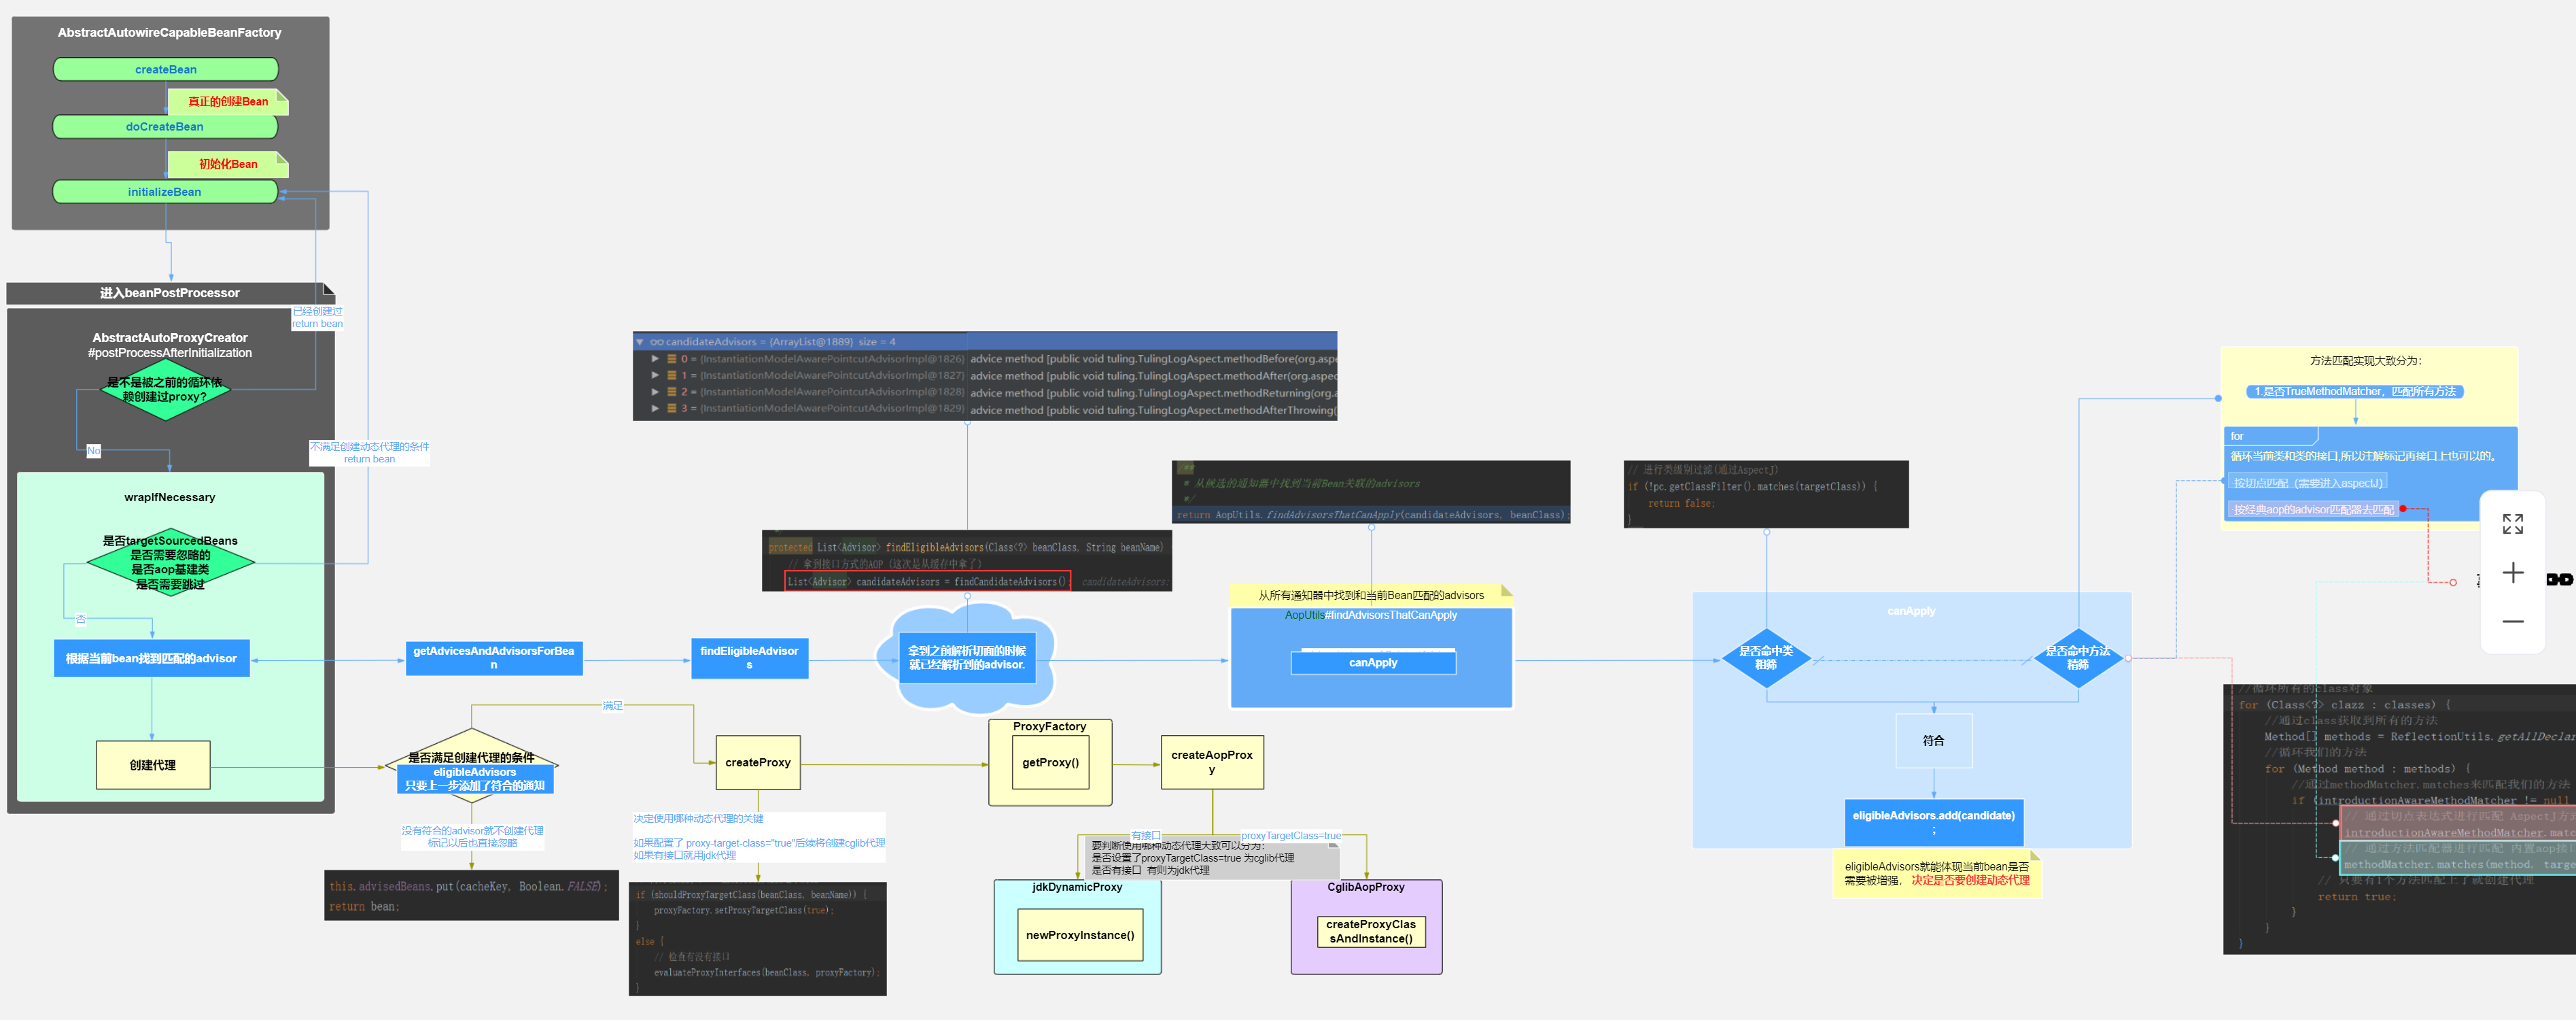 AbstractAutowireCapableBeanFactory
createBean
真正的创建Bean
doCreateBean
初始化Bean
initializeBean
进入beanPostProcessor
已经创建过
return bean
AbstractAutoProxyCreator
#postProcessAfterInitialization
是不是被之前的循环依
赖创建过proxy？
No
不满足创建动态代理的条件
return bean
wrapIfNecessary
是否targetSourcedBeans
是否需要忽略的
是否aop基建类
是否需要跳过
否
根据当前bean找到匹配的advisor
创建代理
getAdvicesAndAdvisorsForBea
n
findEligibleAdvisor
s
拿到之前解析切面的时候
就已经解析到的advisor.
candidateAdvisors = {ArrayList@1889} size = 4
0 = {InstantiationModelAwarePointcutAdvisorImpl@1826} advice method [public void tuling.TulingLogAspect.methodBefore(org.aspe
1 = {InstantiationModelAwarePointcutAdvisorImpl@1827} advice method [public void tuling.TulingLogAspect.methodAfter(org.aspec
2 = {InstantiationModelAwarePointcutAdvisorImpl@1828} advice method [public void tuling.TulingLogAspect.methodReturning(org.a
3 = {InstantiationModelAwarePointcutAdvisorImpl@1829} advice method [public void tuling.TulingLogAspect.methodAfterThrowing(
protected List<Advisor> findEligibleAdvisors(Class<?> beanClass, String beanName)
// 拿到接口方式的AOP（这次是从缓存中拿了）
List<Advisor> candidateAdvisors = findCandidateAdvisors(); candidateAdvisors:
/**
* 从候选的通知器中找到当前Bean关联的advisors
*/
return AopUtils.findAdvisorsThatCanApply(candidateAdvisors, beanClass);
从所有通知器中找到和当前Bean匹配的advisors
AopUtils#findAdvisorsThatCanApply
canApply
// 进行类级别过滤(通过AspectJ)
if (!pc.getClassFilter().matches(targetClass)) {
return false;
}
canApply
是否命中类
粗筛
是否命中方法
精筛
符合
eligibleAdvisors.add(candidate)
；
eligibleAdvisors就能体现当前bean是否
需要被增强， 决定是否要创建动态代理
方法匹配实现大致分为：
1.是否TrueMethodMatcher，匹配所有方法
for
循环当前类和类的接口,所以注解标记再接口上也可以的。
按切点匹配（需要进入aspectJ）
按经典aop的advisor匹配器去匹配
//循环所有的class对象
for (Class<?> clazz : classes) {
//通过class获取到所有的方法
Method[] methods = ReflectionUtils.getAllDeclar
//循环我们的方法
for (Method method : methods) {
//通过methodMatcher.matches来匹配我们的方法
if (introductionAwareMethodMatcher != null
// 通过切点表达式进行匹配 AspectJ方式
introductionAwareMethodMatcher.matc
// 通过方法匹配器进行匹配 内置aop接口
methodMatcher.matches(method, target
// 只要有1个方法匹配上了就创建代理
return true;
}
}
}
是否满足创建代理的条件
eligibleAdvisors
只要上一步添加了符合的通知
满足
没有符合的advisor就不创建代理
标记以后也直接忽略
this.advisedBeans.put(cacheKey, Boolean.FALSE);
return bean;
createProxy
决定使用哪种动态代理的关键
如果配置了 proxy-target-class="true"后续将创建cglib代理
如果有接口就用jdk代理
if (shouldProxyTargetClass(beanClass, beanName)) {
proxyFactory.setProxyTargetClass(true);
}
else {
// 检查有没有接口
evaluateProxyInterfaces(beanClass, proxyFactory);
}
ProxyFactory
getProxy()
createAopProx
y
有接口
proxyTargetClass=true
要判断使用哪种动态代理大致可以分为：
是否设置了proxyTargetClass=true 为cglib代理
是否有接口 有则为jdk代理
jdkDynamicProxy
newProxyInstance()
CglibAopProxy
createProxyClas
sAndInstance()